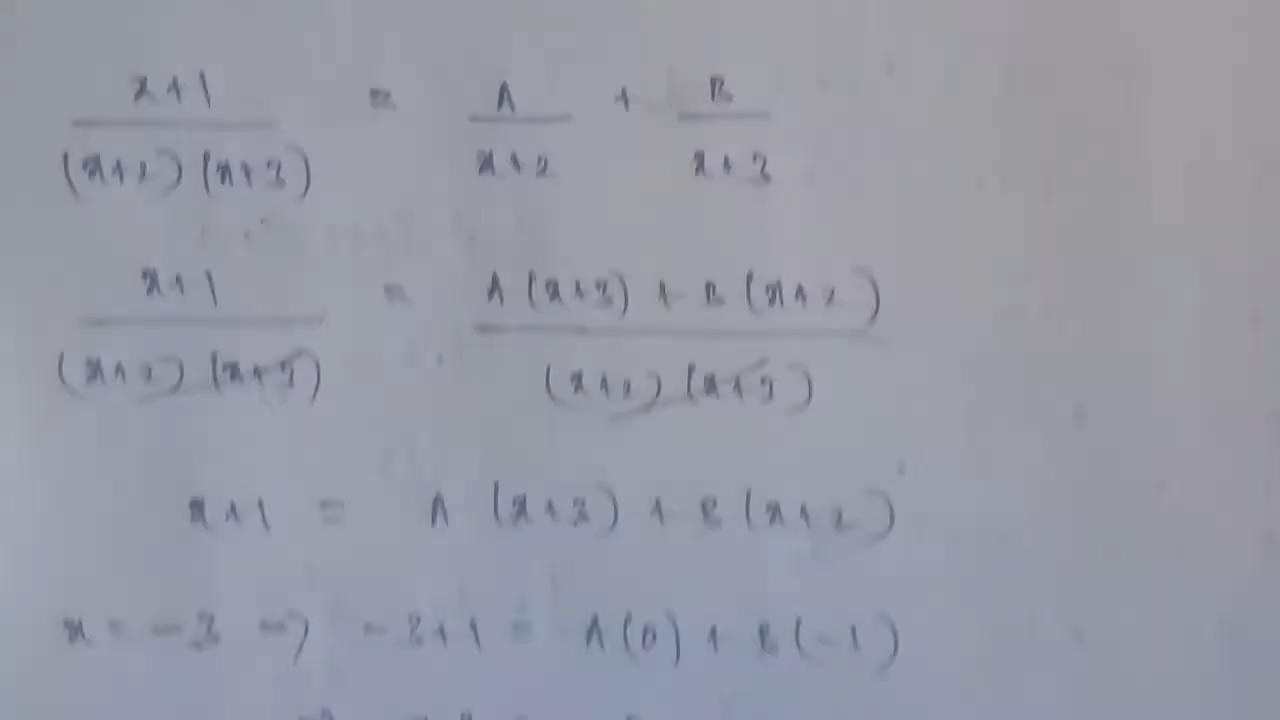 x+1 / (x+2)(x+3) = A / x+2 + B / x+3
x+1 / (x+2)(x+3) = A(x+3) + B(x+2) / (x+2)(x+3)
x+1 = A (x+3) + B (x+2)
x = -3 => -3+1 = A(0) + B(-1)